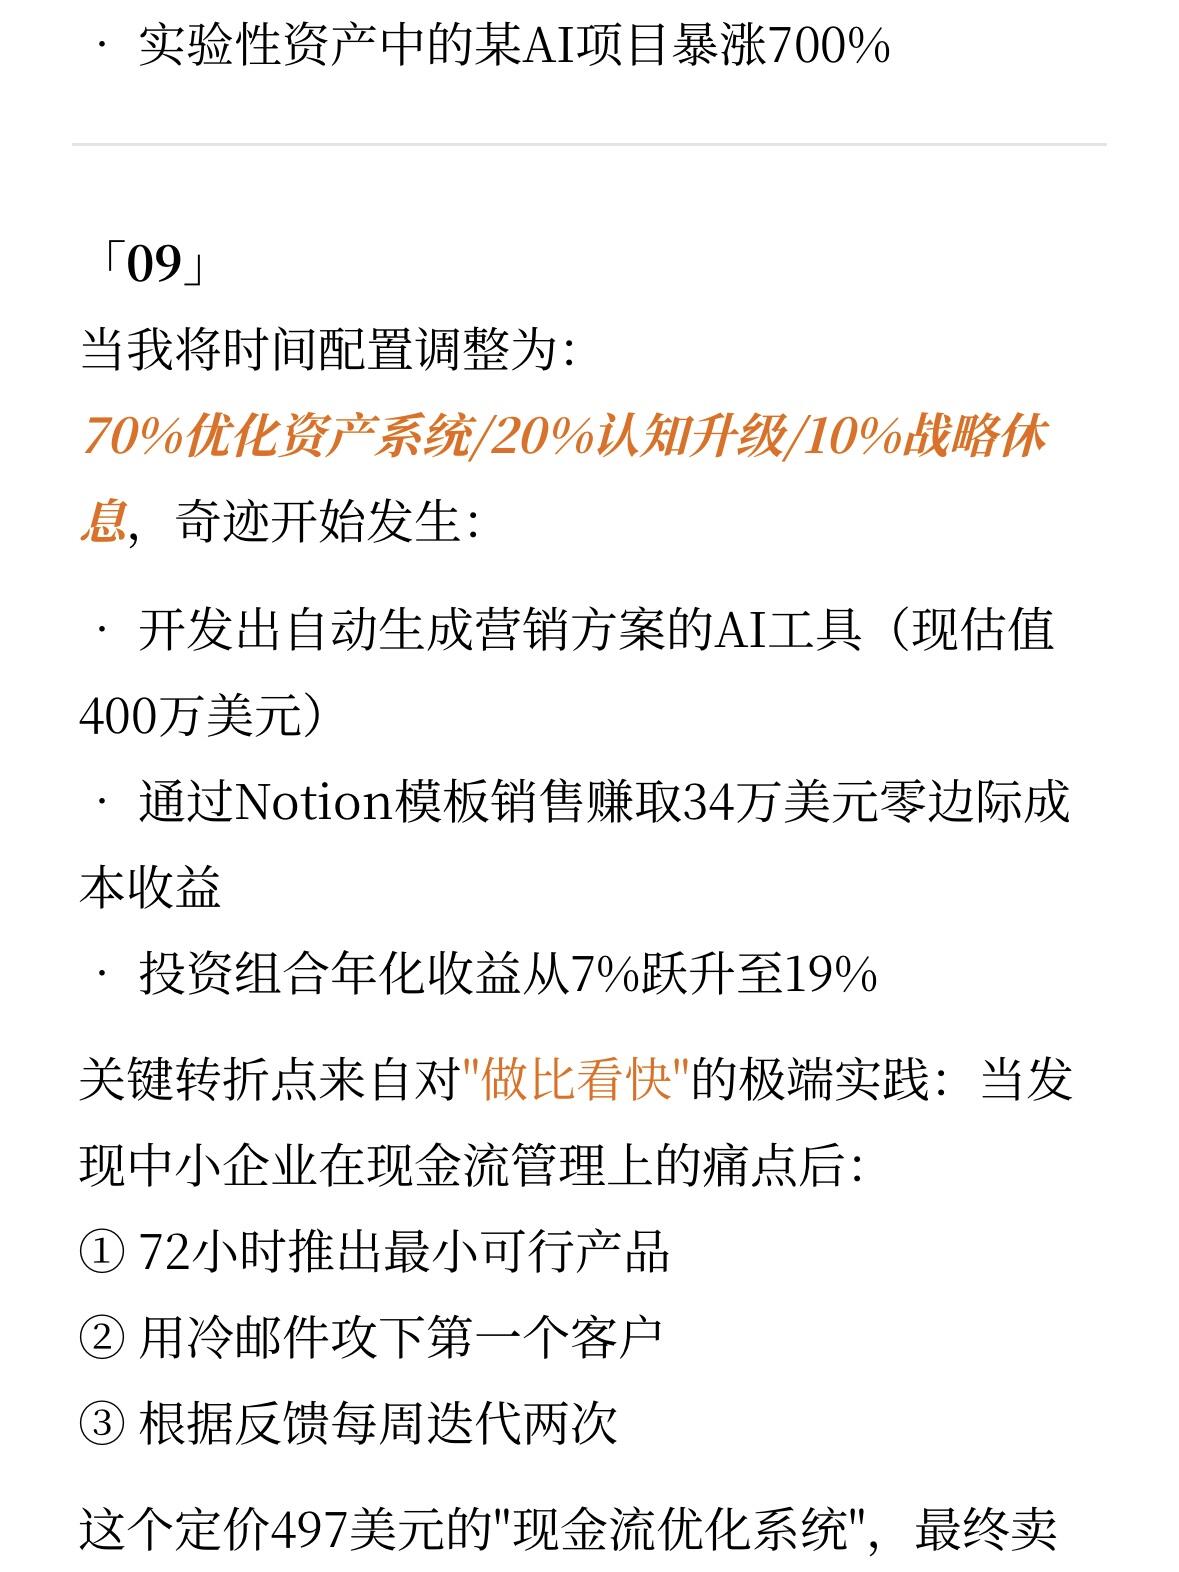 · 实验性资产中的某AI项目暴涨700%
「09」
当我将时间配置调整为：
70%优化资产系统/20%认知升级/10%战略休
息，奇迹开始发生：
· 开发出自动生成营销方案的AI工具（现估值
400万美元）
· 通过Notion模板销售赚取34万美元零边际成
本收益
· 投资组合年化收益从7%跃升至19%
关键转折点来自对"做比看快"的极端实践：当发
现中小企业在现金流管理上的痛点后：
① 72小时推出最小可行产品
② 用冷邮件攻下第一个客户
③ 根据反馈每周迭代两次
这个定价497美元的"现金流优化系统"，最终卖